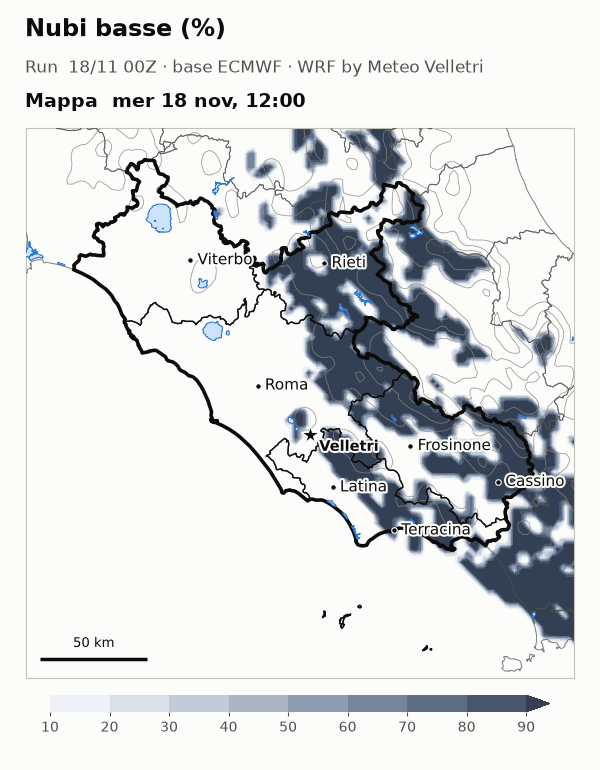 Nubi basse (%)
Run 18/11 00Z · base ECMWF · WRF by Meteo Velletri
Mappa mer 18 nov, 12:00
Viterbo
Rieti
Roma
Velletri
Frosinone
Latina
Cassino
Terracina
50 km
10 20 30 40 50 60 70 80 90